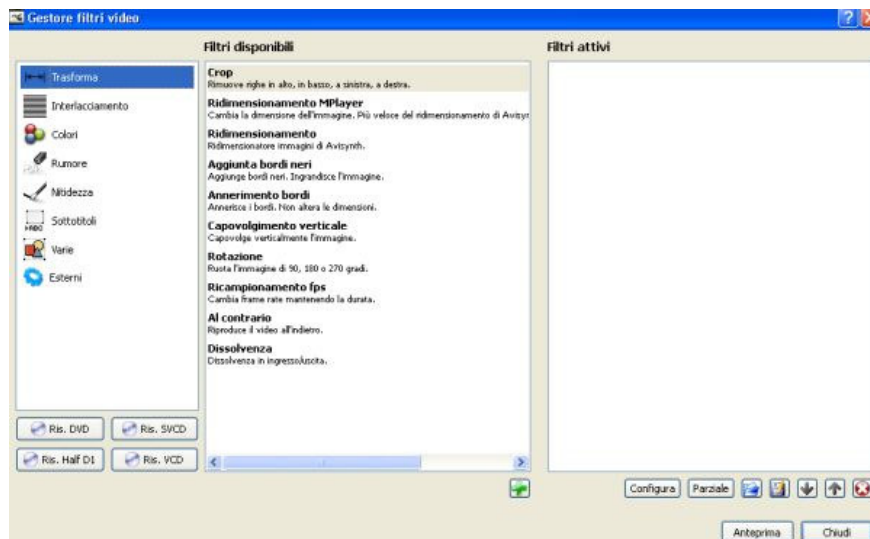 Gestore filtri video
Filtri disponibili
Filtri attivi
Trasforma
Interlacciamento
Colori
Rumore
Nitidezza
Sottotitoli
Varie
Esterni
Crop
Rimuove righe in alto, in basso, a sinistra, a destra.
Ridimensionamento MPlayer
Cambia la dimensione dell'immagine. Più veloce del ridimensionamento di Avisyr
Ridimensionamento
Ridimensionatore immagini di Avisynth.
Aggiunta bordi neri
Aggiunge bordi neri. Ingrandisce l'immagine.
Annerimento bordi
Annerisce i bordi. Non altera le dimensioni.
Capovolgimento verticale
Capovolge verticalmente l'immagine.
Rotazione
Ruota l'immagine di 90, 180 o 270 gradi.
Ricampionamento fps
Cambia frame rate mantenendo la durata.
Al contrario
Riproduce il video all'indietro.
Dissolvenza
Dissolvenza in ingresso/uscita.
Ris. DVD
Ris. SVCD
Ris. Half D1
Ris. VCD
Configura
Parziale
Anteprima
Chiudi